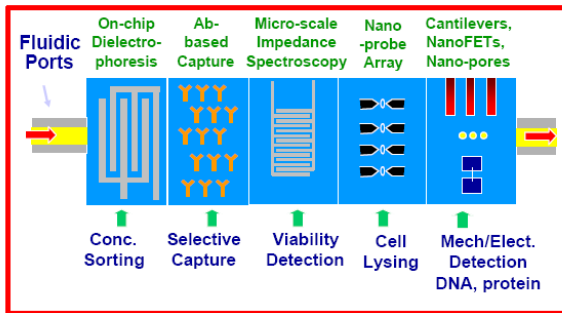 Fluidic
Ports
On-chip
Dielectro-
phoresis
Ab-
based
Capture
Micro-scale
Impedance
Spectroscopy
Nano
-probe
Array
Cantilevers,
NanoFETs,
Nano-pores
Conc.
Sorting
Selective
Capture
Viability
Detection
Cell
Lysing
Mech/Elect.
Detection
DNA, protein